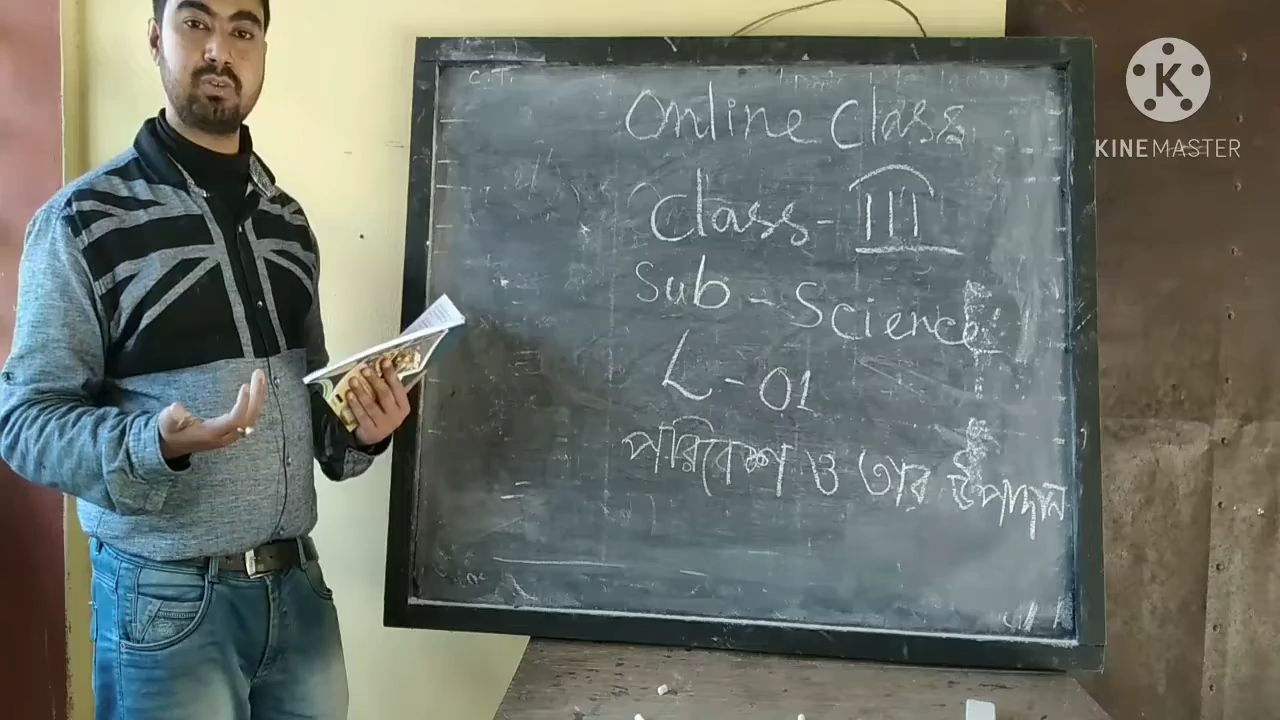 Online Class
Class - III
Sub - Science
L - 01
পরিবেশ ও তার উপাদান
KINEMASTER